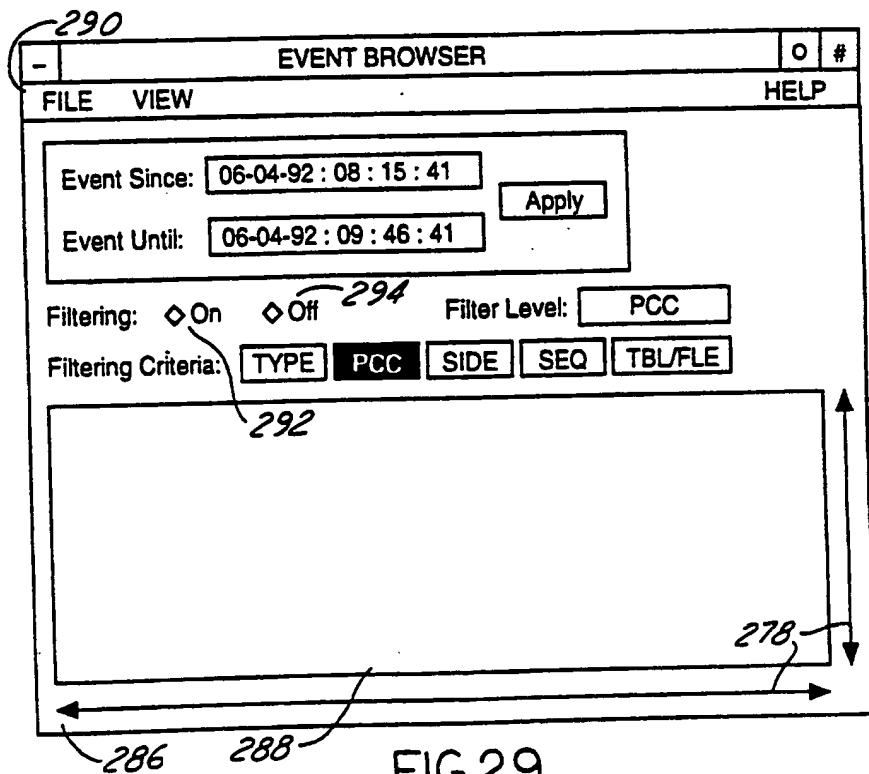 290
- EVENT BROWSER O #
FILE VIEW HELP
Event Since: 06-04-92 : 08 : 15 : 41
Apply
Event Until: 06-04-92 : 09 : 46 : 41
Filtering: On Off 294 Filter Level: PCC
Filtering Criteria: TYPE PCC SIDE SEQ TBL/FLE
292
278
286 288
FIG.29